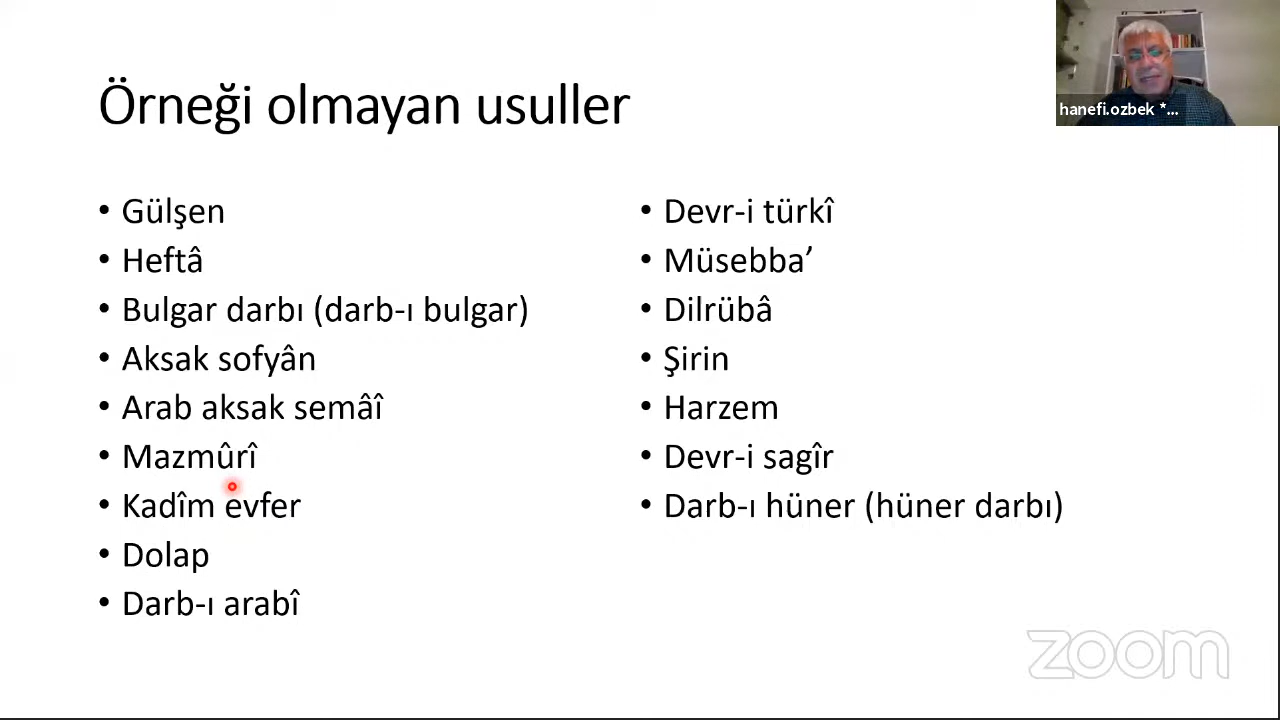 Örneği olmayan usuller
• Gülşen
• Heftâ
• Bulgar darbı (darb-ı bulgar)
• Aksak sofyân
• Arab aksak semâî
• Mazmûrî
• Kadîm evfer
• Dolap
• Darb-ı arabî
• Devr-i türkî
• Müsebba’
• Dilrübâ
• Şirin
• Harzem
• Devr-i sagîr
• Darb-ı hüner (hüner darbı)
hanefi.ozbek *...
zoom